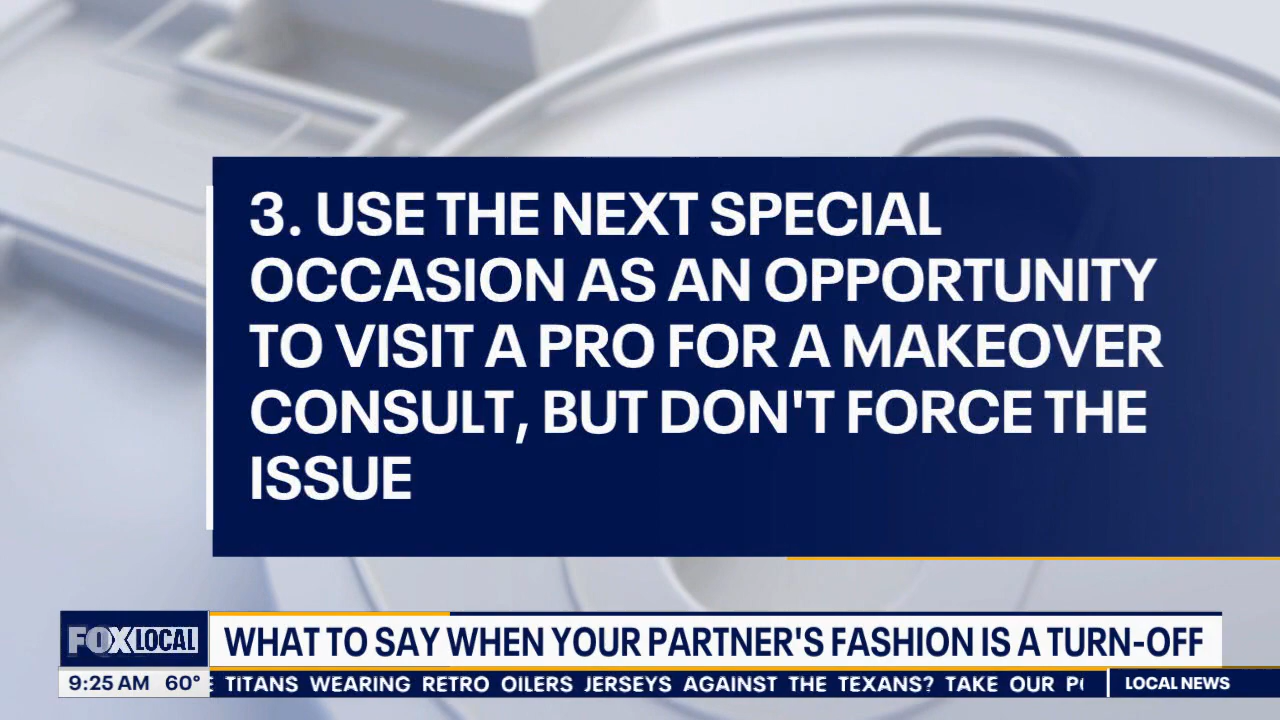 3. USE THE NEXT SPECIAL
OCCASION AS AN OPPORTUNITY
TO VISIT A PRO FOR A MAKEOVER
CONSULT, BUT DON'T FORCE THE
ISSUE
FOX LOCAL
WHAT TO SAY WHEN YOUR PARTNER'S FASHION IS A TURN-OFF
9:25 AM 60° TITANS WEARING RETRO OILERS JERSEYS AGAINST THE TEXANS? TAKE OUR LOCAL NEWS